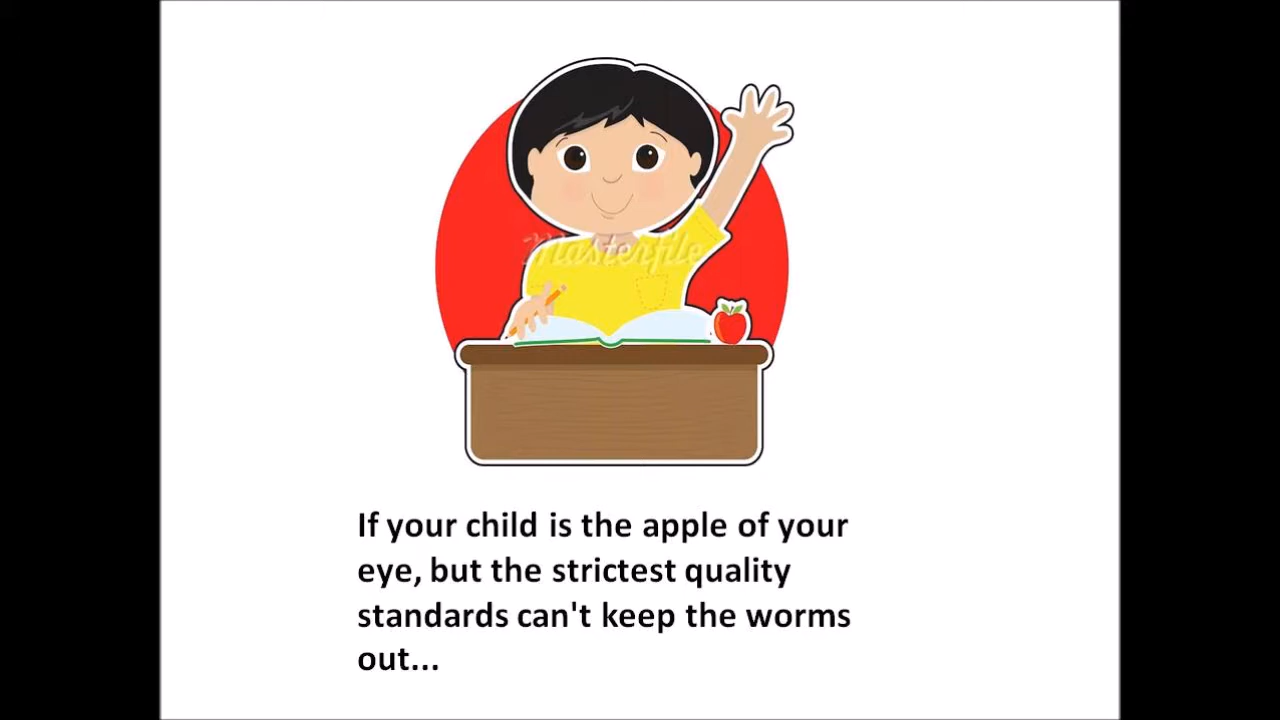 Masterfile
If your child is the apple of your
eye, but the strictest quality
standards can't keep the worms
out...